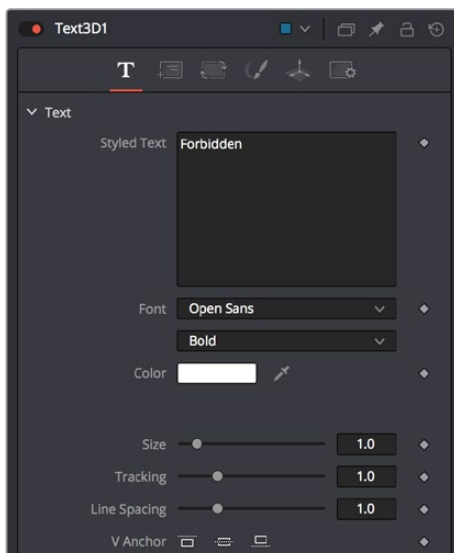 Text3D1
T
Text
Styled Text Forbidden
Font Open Sans
Bold
Color
Size 1.0
Tracking 1.0
Line Spacing 1.0
V Anchor